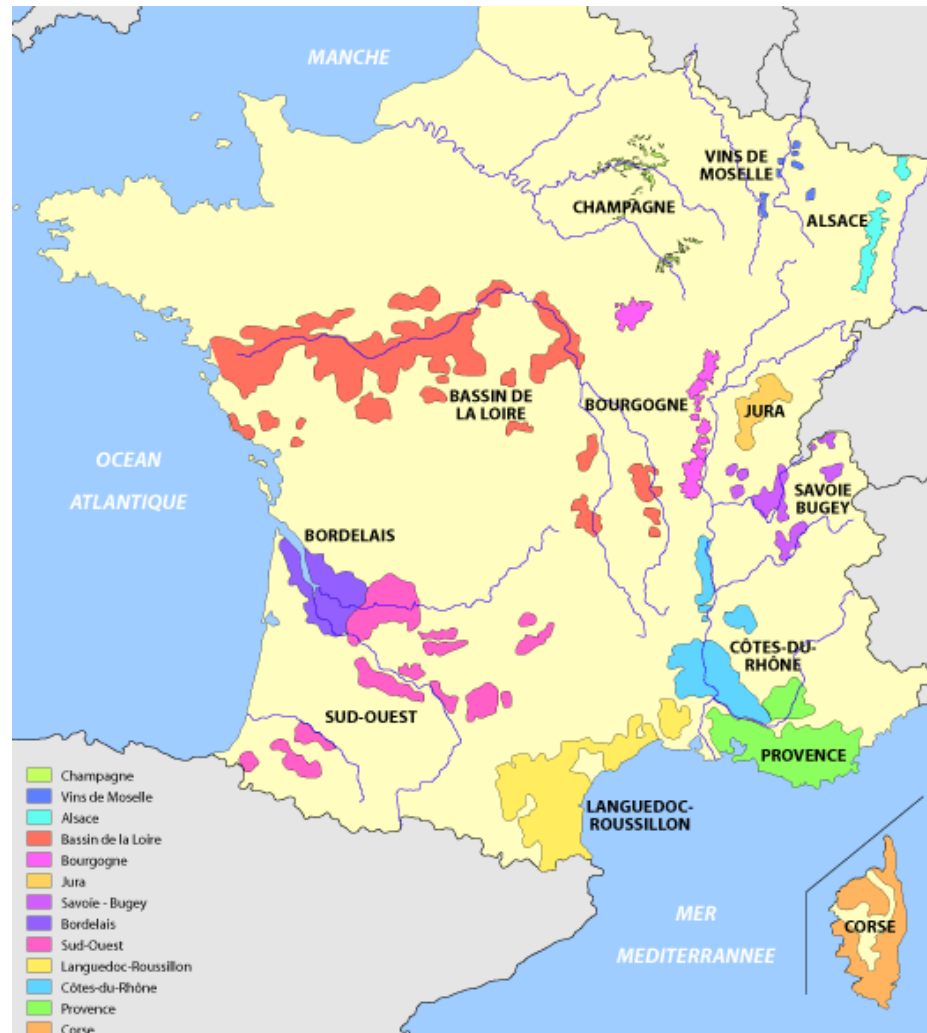 MANCHE
VINS DE
MOSELLE
CHAMPAGNE
ALSACE
BASSIN DE
LA LOIRE
BOURGOGNE
JURA
OCEAN
ATLANTIQUE
SAVOIE
BUGEY
BORDELAIS
CÔTES-DU-
RHÔNE
SUD-OUEST
PROVENCE
LANGUEDOC-
ROUSSILLON
MER
MEDITERRANNEE
CORSE
Champagne
Vins de Moselle
Alsace
Bassin de la Loire
Bourgogne
Jura
Savoie - Bugey
Bordelais
Sud-Ouest
Languedoc-Roussillon
Côtes-du-Rhône
Provence
Corse